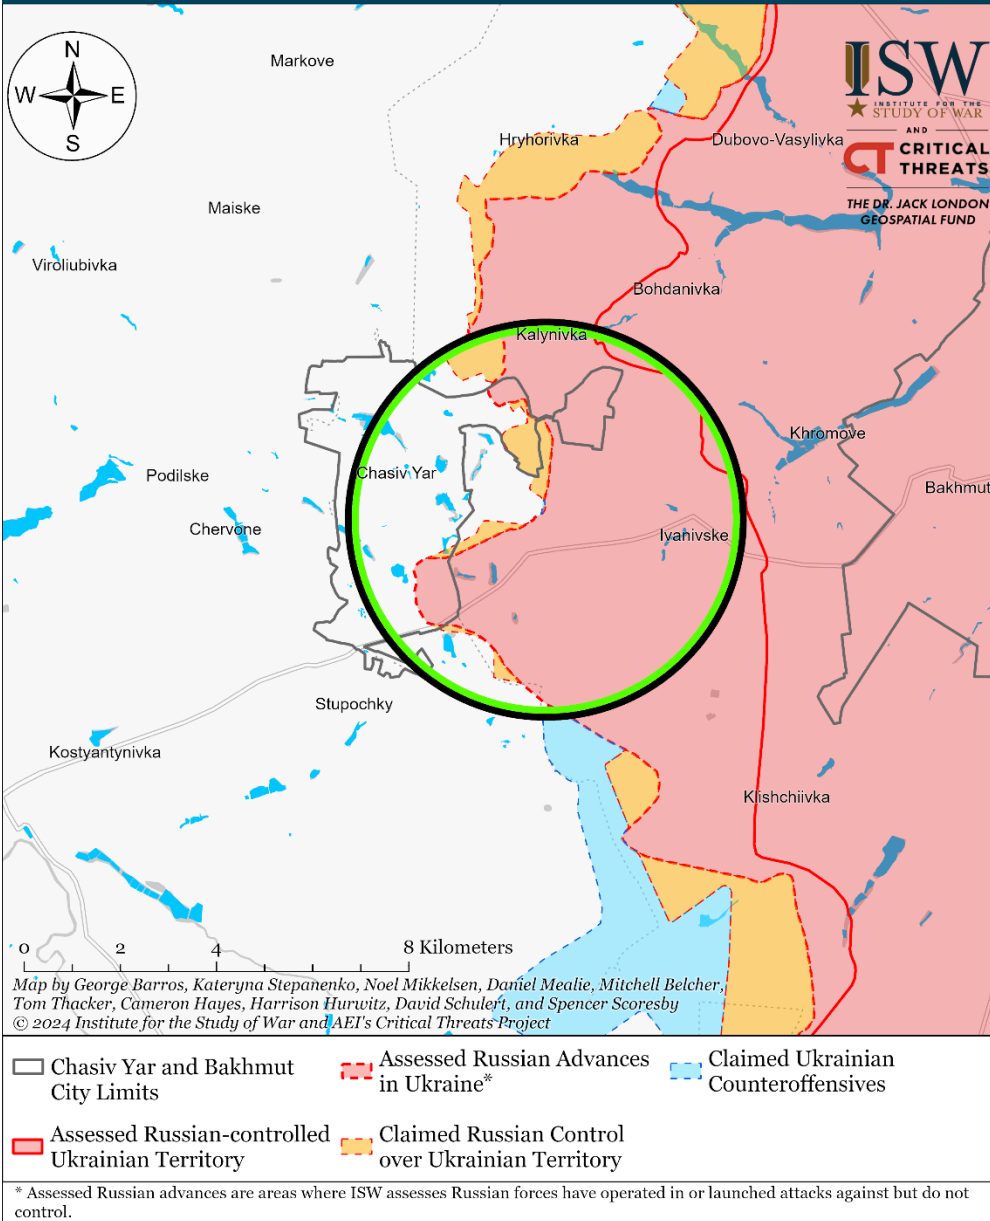 N
W E
S
Markove
ISW
INSTITUTE FOR THE
STUDY OF WAR
AND
CT CRITICAL
THREATS
THE DR. JACK LONDON
GEOSPATIAL FUND
Hryhorivka
Dubovo-Vasylivka
Maiske
Viroliubivka
Bohdanivka
Kalynivka
Khromove
Podilske
Chasiv Yar
Bakhmut
Chervone
Ivanivske
Stupochky
Kostyantynivka
Klishchiivka
0 2 4 8 Kilometers
Map by George Barros, Kateryna Stepanenko, Noel Mikkelsen, Daniel Mealie, Mitchell Belcher,
Tom Thacker, Cameron Hayes, Harrison Hurwitz, David Schulert, and Spencer Scoresby
© 2024 Institute for the Study of War and AEI's Critical Threats Project
Chasiv Yar and Bakhmut
City Limits
Assessed Russian Advances
in Ukraine*
Claimed Ukrainian
Counteroffensives
Assessed Russian-controlled
Ukrainian Territory
Claimed Russian Control
over Ukrainian Territory
* Assessed Russian advances are areas where ISW assesses Russian forces have operated in or launched attacks against but do not
control.